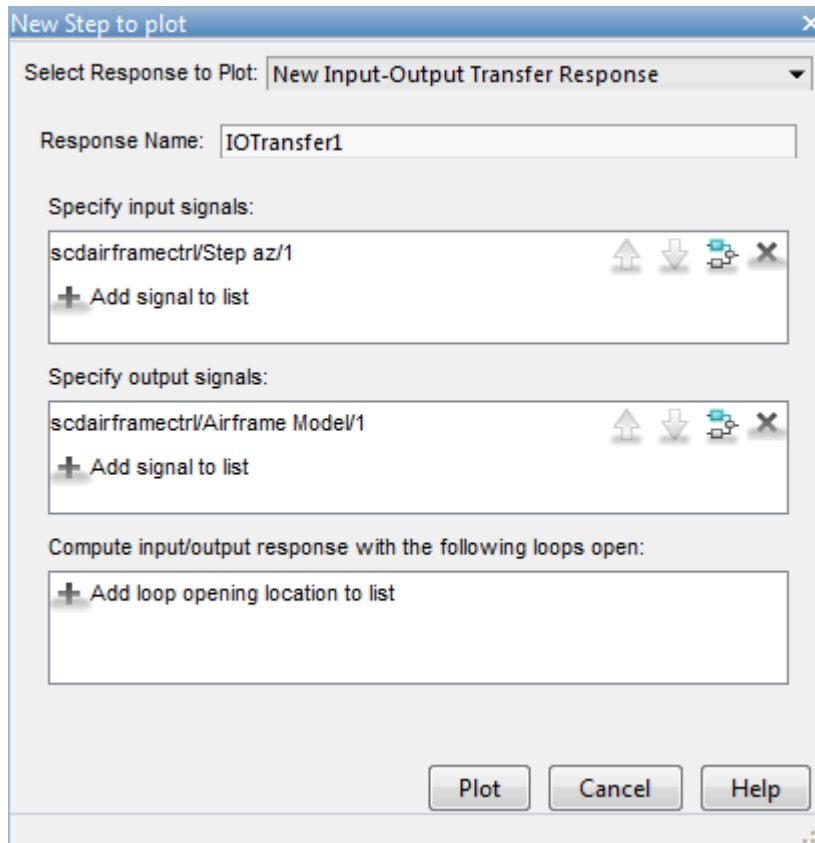 New Step to plot
Select Response to Plot: New Input-Output Transfer Response
Response Name: IOTransfer1
Specify input signals:
scdairframectrl/Step az/1
Add signal to list
Specify output signals:
scdairframectrl/Airframe Model/1
Add signal to list
Compute input/output response with the following loops open:
Add loop opening location to list
Plot Cancel Help